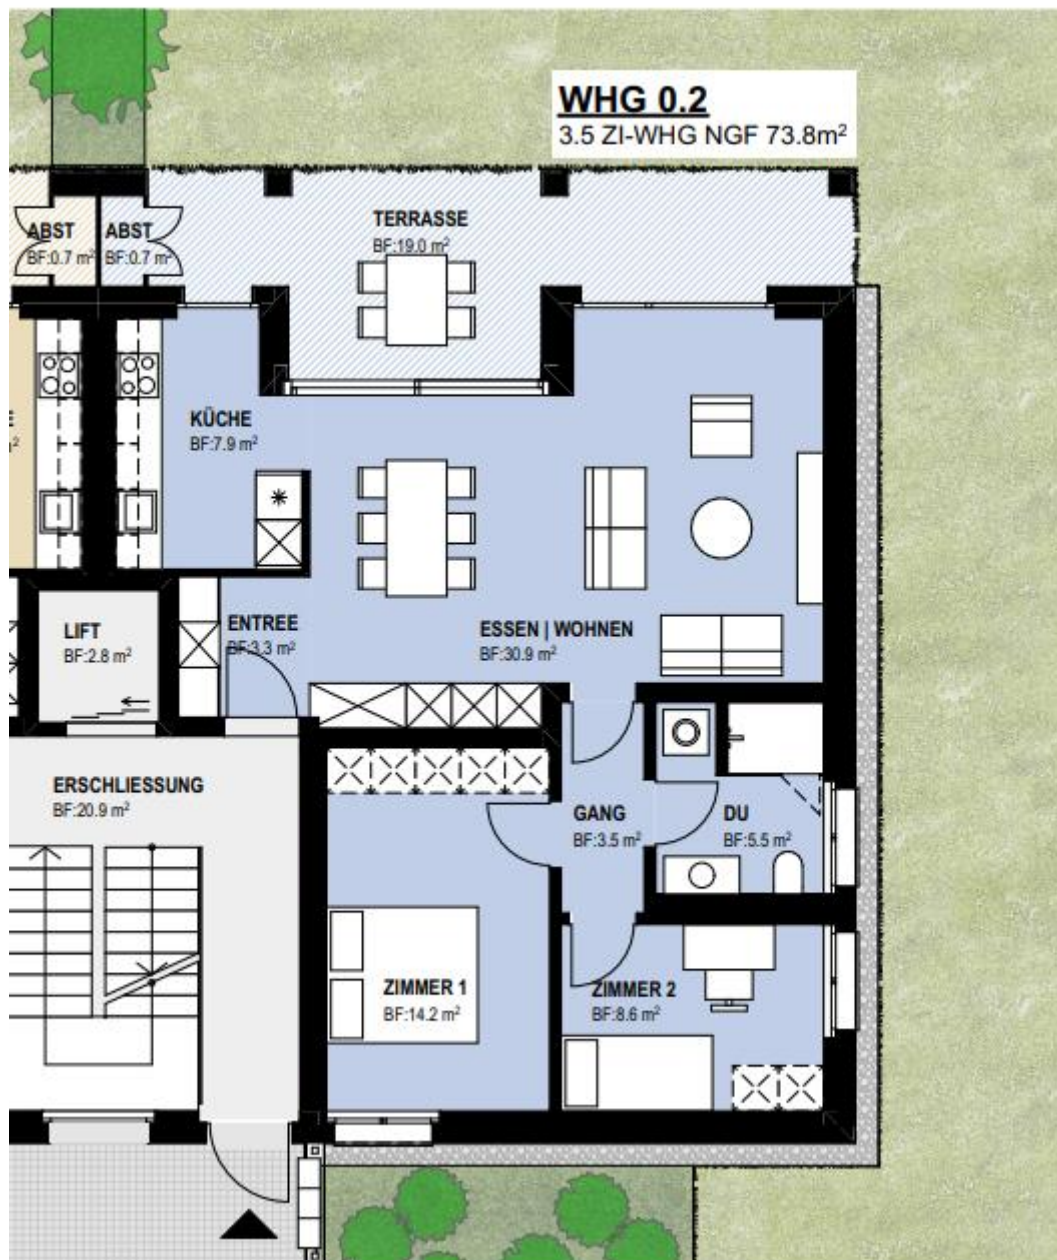 WHG 0.2
3.5 ZI-WHG NGF 73.8m²
TERRASSE
BF:19.0 m²
ABST
BF:0.7 m²
ABST
BF:0.7 m²
KÜCHE
BF:7.9 m²
E
m²
LIFT
BF:2.8 m²
ENTREE
BF:3.3 m²
ESSEN | WOHNEN
BF:30.9 m²
ERSCHLIESSUNG
BF:20.9 m²
GANG
BF:3.5 m²
DU
BF:5.5 m²
ZIMMER 1
BF:14.2 m²
ZIMMER 2
BF:8.6 m²